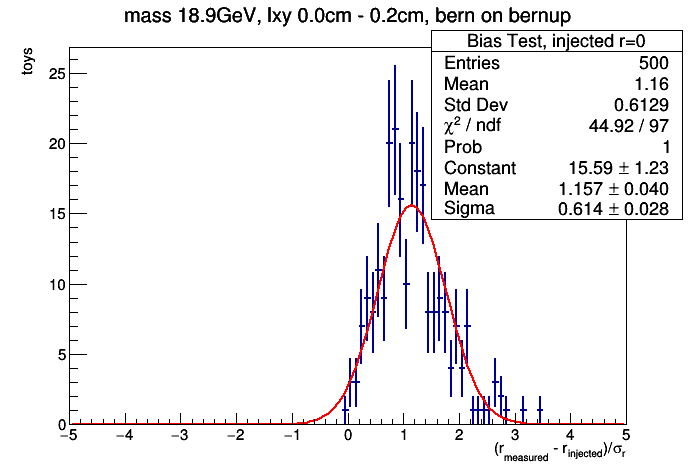 mass 18.9GeV, lxy 0.0cm - 0.2cm, bern on bernup
Bias Test, injected r=0
Entries 500
Mean 1.16
Std Dev 0.6129
χ² / ndf 44.92 / 97
Prob 1
Constant 15.59 ± 1.23
Mean 1.157 ± 0.040
Sigma 0.614 ± 0.028
toys
25
20
15
10
5
0
−5 −4 −3 −2 −1 0 1 2 3 4 5
(r_measured - r_injected)/σ_r